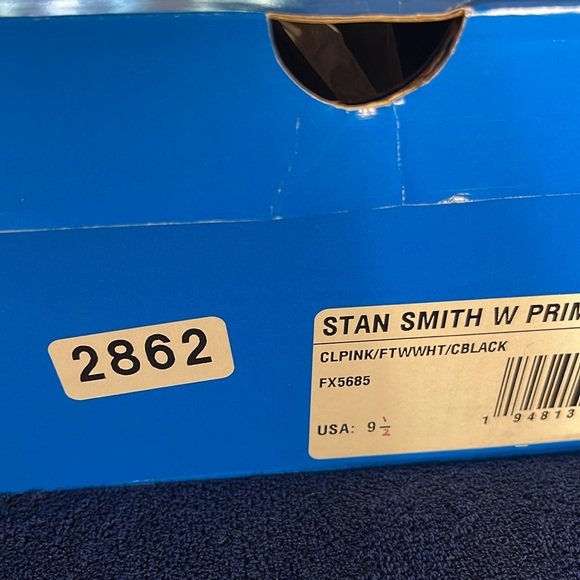 2862
STAN SMITH W PRIM
CLPINK/FTWWHT/CBLACK
FX5685
USA: 9 1/2
1 94813